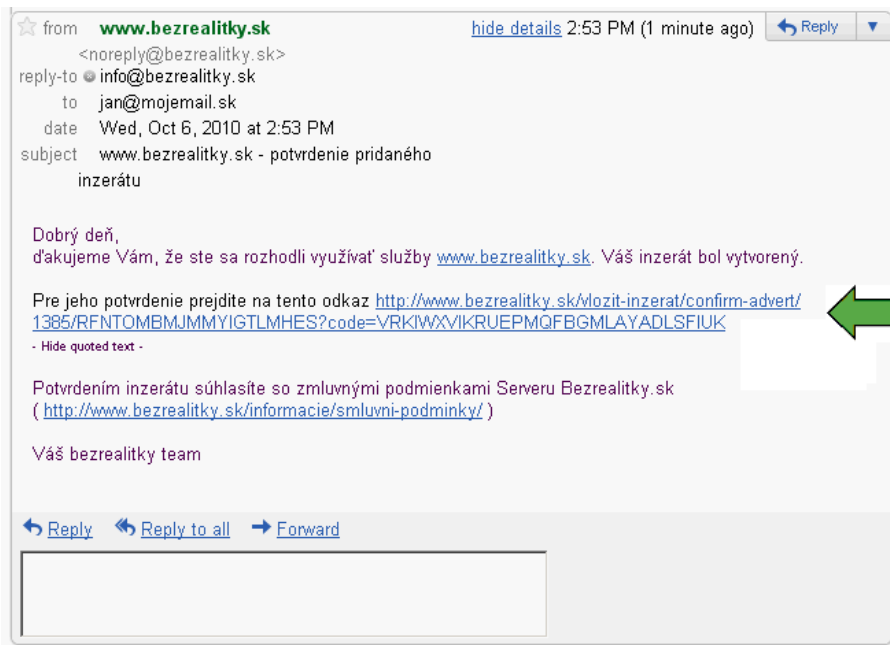 from www.bezrealitky.sk hide details 2:53 PM (1 minute ago) Reply
<noreply@bezrealitky.sk>
reply-to info@bezrealitky.sk
to jan@mojemail.sk
date Wed, Oct 6, 2010 at 2:53 PM
subject www.bezrealitky.sk - potvrdenie pridaného
inzerátu
Dobrý deň,
ďakujeme Vám, že ste sa rozhodli využívať služby www.bezrealitky.sk. Váš inzerát bol vytvorený.
Pre jeho potvrdenie prejdite na tento odkaz http://www.bezrealitky.sk/vlozit-inzerat/confirm-advert/
1385/RFNTOMBMJMMYIGTLMHES?code=VRKIWXVIKRUEPMQFBGMLAYADLSFIUK
- Hide quoted text -
Potvrdením inzerátu súhlasíte so zmluvnými podmienkami Serveru Bezrealitky.sk
( http://www.bezrealitky.sk/informacie/smluvni-podminky/ )
Váš bezrealitky team
Reply Reply to all Forward